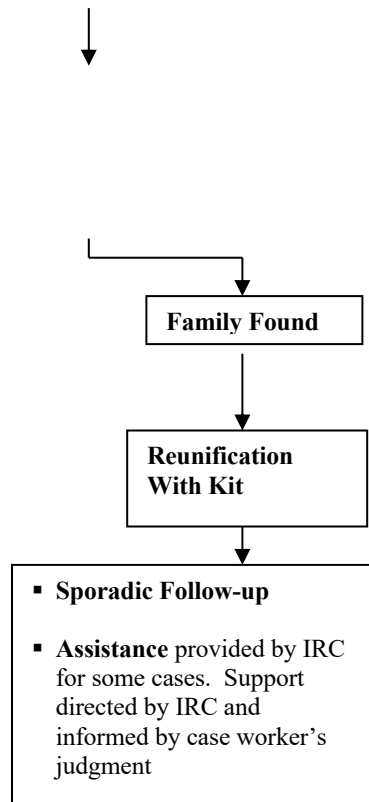 Family Found
Reunification
With Kit
▪ Sporadic Follow-up
▪ Assistance provided by IRC
for some cases. Support
directed by IRC and
informed by case worker’s
judgment